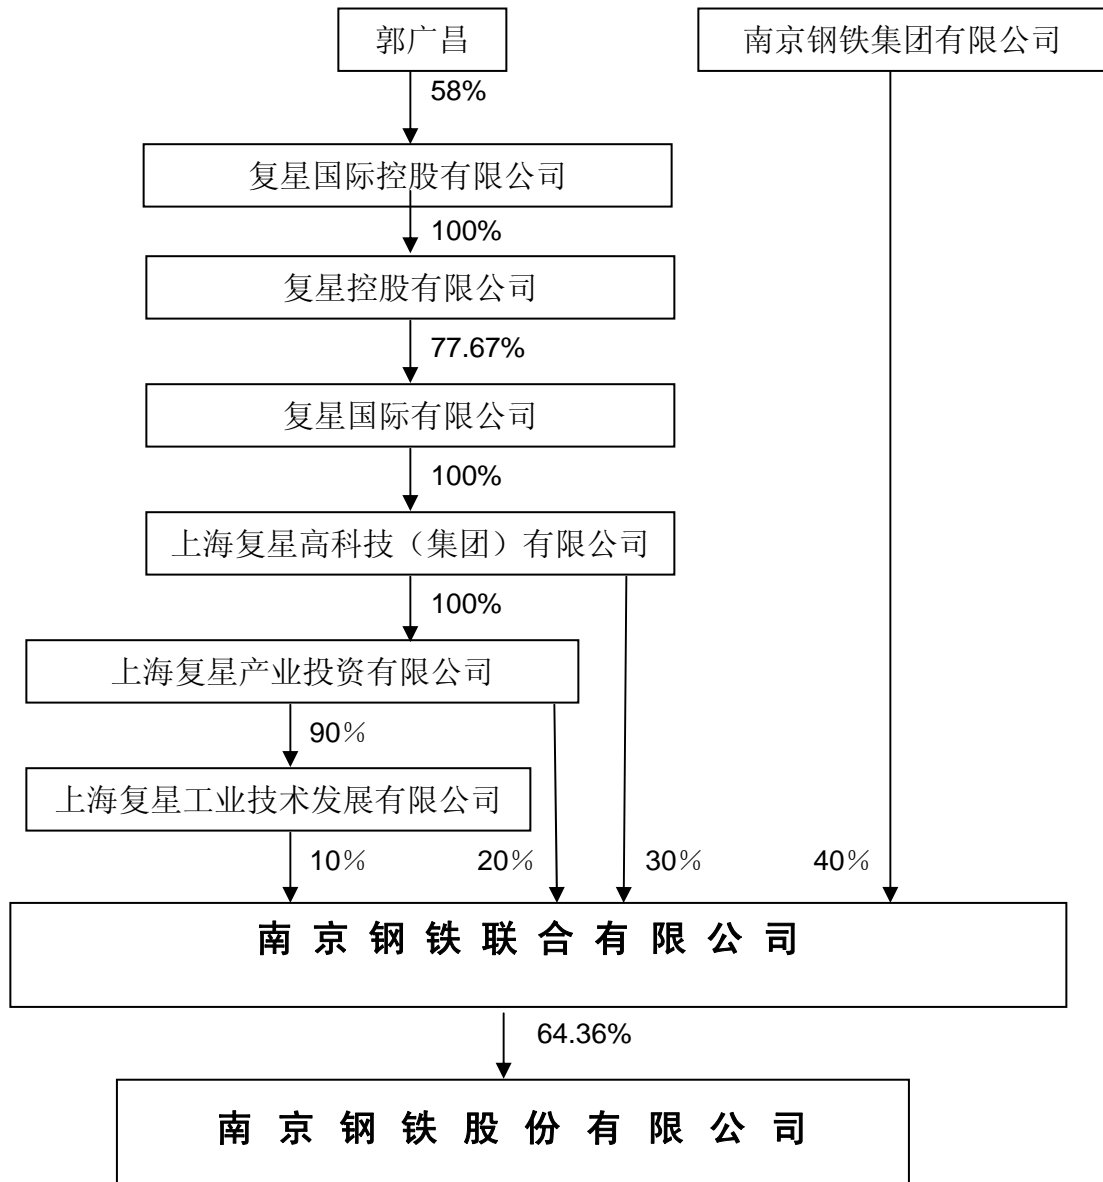 郭广昌
南京钢铁集团有限公司
58%
复星国际控股有限公司
100%
复星控股有限公司
77.67%
复星国际有限公司
100%
上海复星高科技（集团）有限公司
100%
上海复星产业投资有限公司
90%
上海复星工业技术发展有限公司
10%
20%
30%
40%
南京钢铁联合有限公司
64.36%
南京钢铁股份有限公司